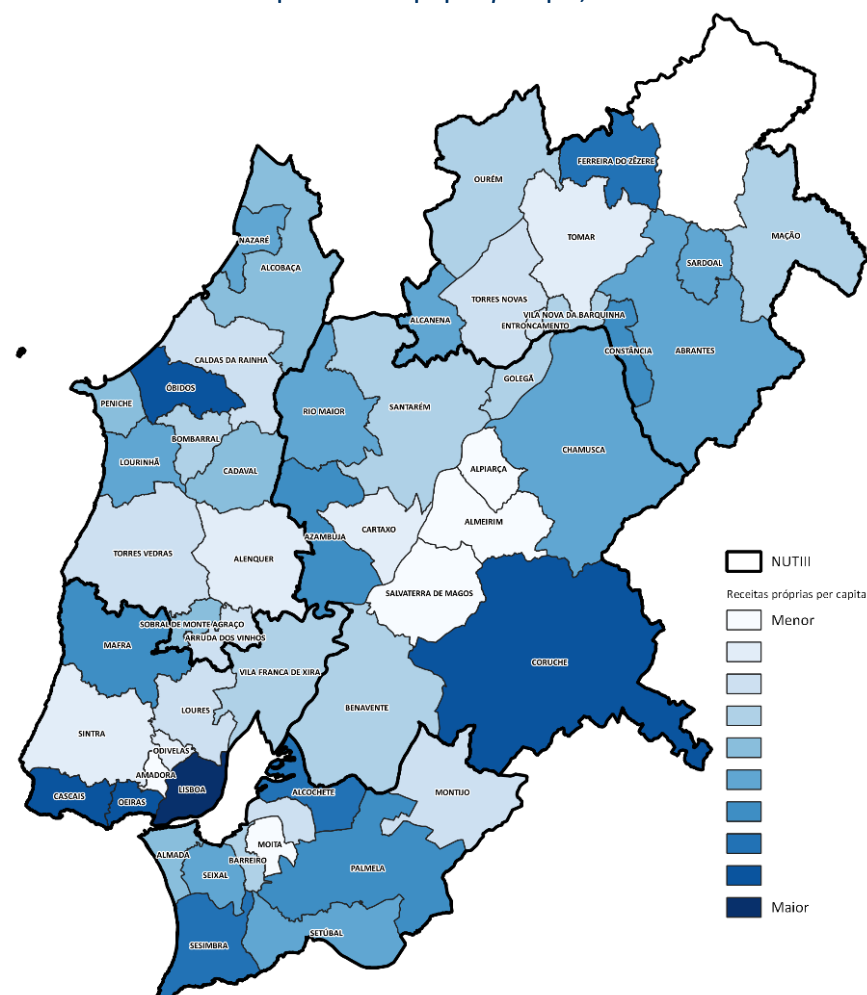 FERREIRA DO ZÊZERE
OURÉM
MAÇÃO
TOMAR
NAZARÉ
SARDOAL
ALCOBAÇA
TORRES NOVAS
VILA NOVA DA BARQUINHA
ALCANENA
ENTRONCAMENTO
CONSTÂNCIA
ABRANTES
CALDAS DA RAINHA
GOLEGÃ
ÓBIDOS
PENICHE
RIO MAIOR
SANTARÉM
BOMBARRAL
CHAMUSCA
LOURINHÃ
CADAVAL
ALPIARÇA
ALMEIRIM
CARTAXO
AZAMBUJA
TORRES VEDRAS
ALENQUER
NUTIII
SALVATERRA DE MAGOS
Receitas próprias per capita
Menor
SOBRAL DE MONTE AGRAÇO
ARRUDA DOS VINHOS
MAFRA
CORUCHE
VILA FRANCA DE XIRA
BENAVENTE
LOURES
SINTRA
ODIVELAS
AMADORA
LISBOA
CASCAIS
OEIRAS
ALCOCHETE
MONTIJO
MOITA
ALMADA
BARREIRO
PALMELA
SEIXAL
Maior
SETÚBAL
SESIMBRA